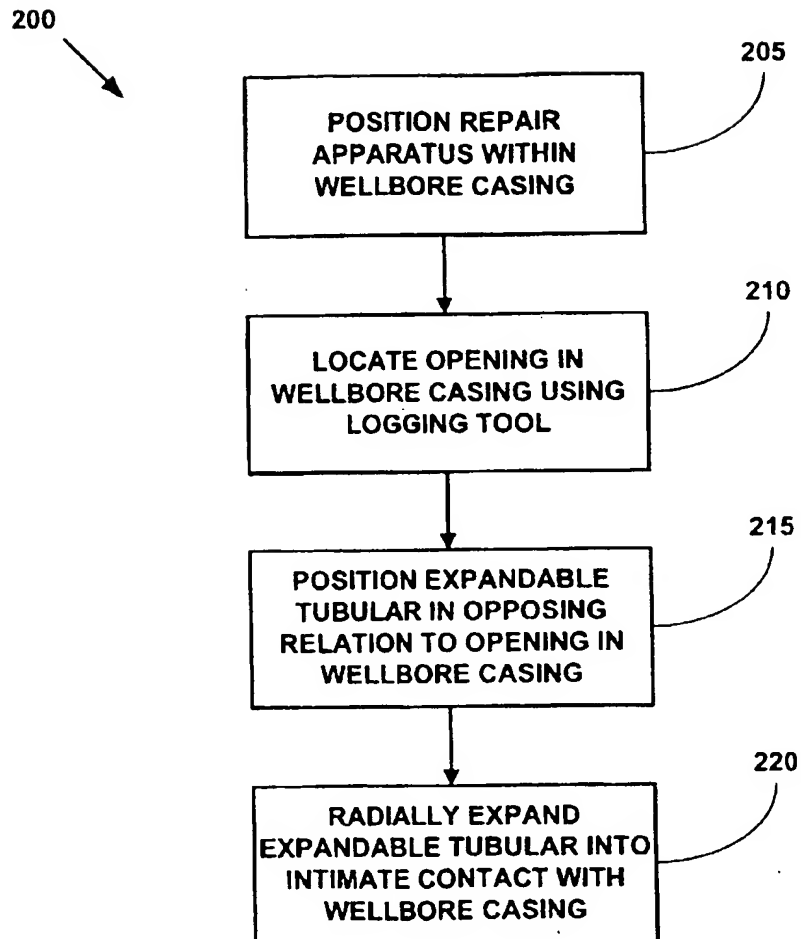 200
205
POSITION REPAIR
APPARATUS WITHIN
WELLBORE CASING
210
LOCATE OPENING IN
WELLBORE CASING USING
LOGGING TOOL
215
POSITION EXPANDABLE
TUBULAR IN OPPOSING
RELATION TO OPENING IN
WELLBORE CASING
220
RADIALLY EXPAND
EXPANDABLE TUBULAR INTO
INTIMATE CONTACT WITH
WELLBORE CASING